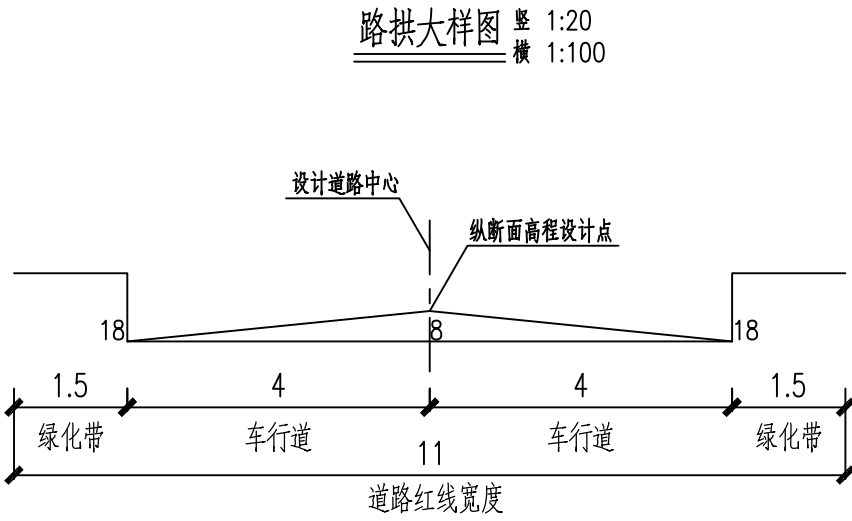 路拱大样图 竖 1:20
横 1:100
设计道路中心
纵断面高程设计点
18 8 18
1.5 4 4 1.5
绿化带 车行道 车行道 绿化带
11
道路红线宽度